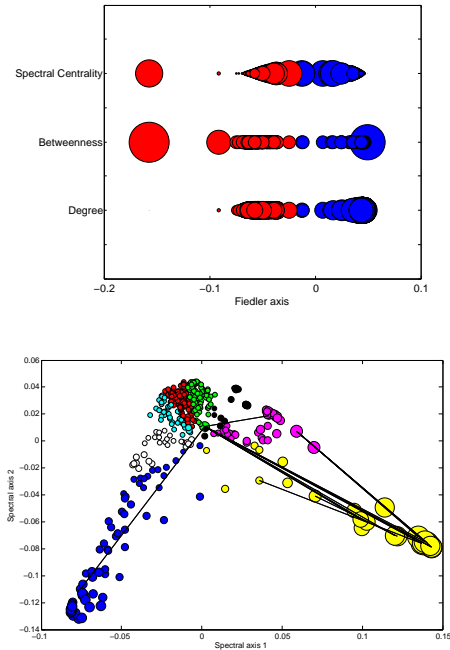 Spectral Centrality
Betweenness
Degree
−0.2 −0.1 0 0.1
Fiedler axis
0.06
0.04
0.02
0
−0.02
−0.04
−0.06
−0.08
−0.1
−0.12
−0.14
Spectral axis 2
−0.1 −0.05 0 0.05 0.1 0.15
Spectral axis 1